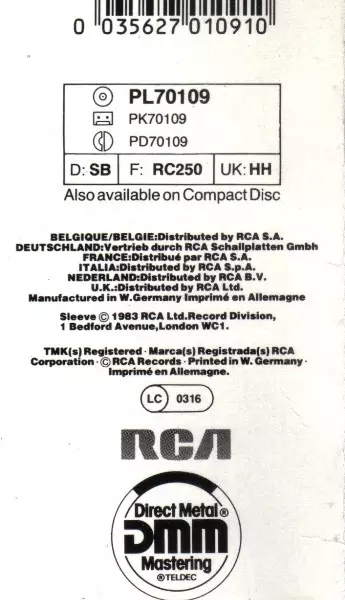 0 035627 010910
PL70109
PK70109
PD70109
D: SB F: RC250 UK: HH
Also available on Compact Disc
BELGIQUE/BELGIE:Distributed by RCA S.A.
DEUTSCHLAND:Vertrieb durch RCA Schallplatten Gmbh
FRANCE:Distribué par RCA S.A.
ITALIA:Distributed by RCA S.p.A.
NEDERLAND:Distributed by RCA B.V.
U.K.:Distributed by RCA Ltd.
Manufactured in W.Germany Imprimé en Allemagne
Sleeve © 1983 RCA Ltd.Record Division,
1 Bedford Avenue,London WC1.
TMK(s) Registered · Marca(s) Registrada(s) RCA
Corporation · © RCA Records · Printed in W. Germany ·
Imprimé en Allemagne.
LC 0316
RCA
Direct Metal®
DMM
Mastering
®TELDEC